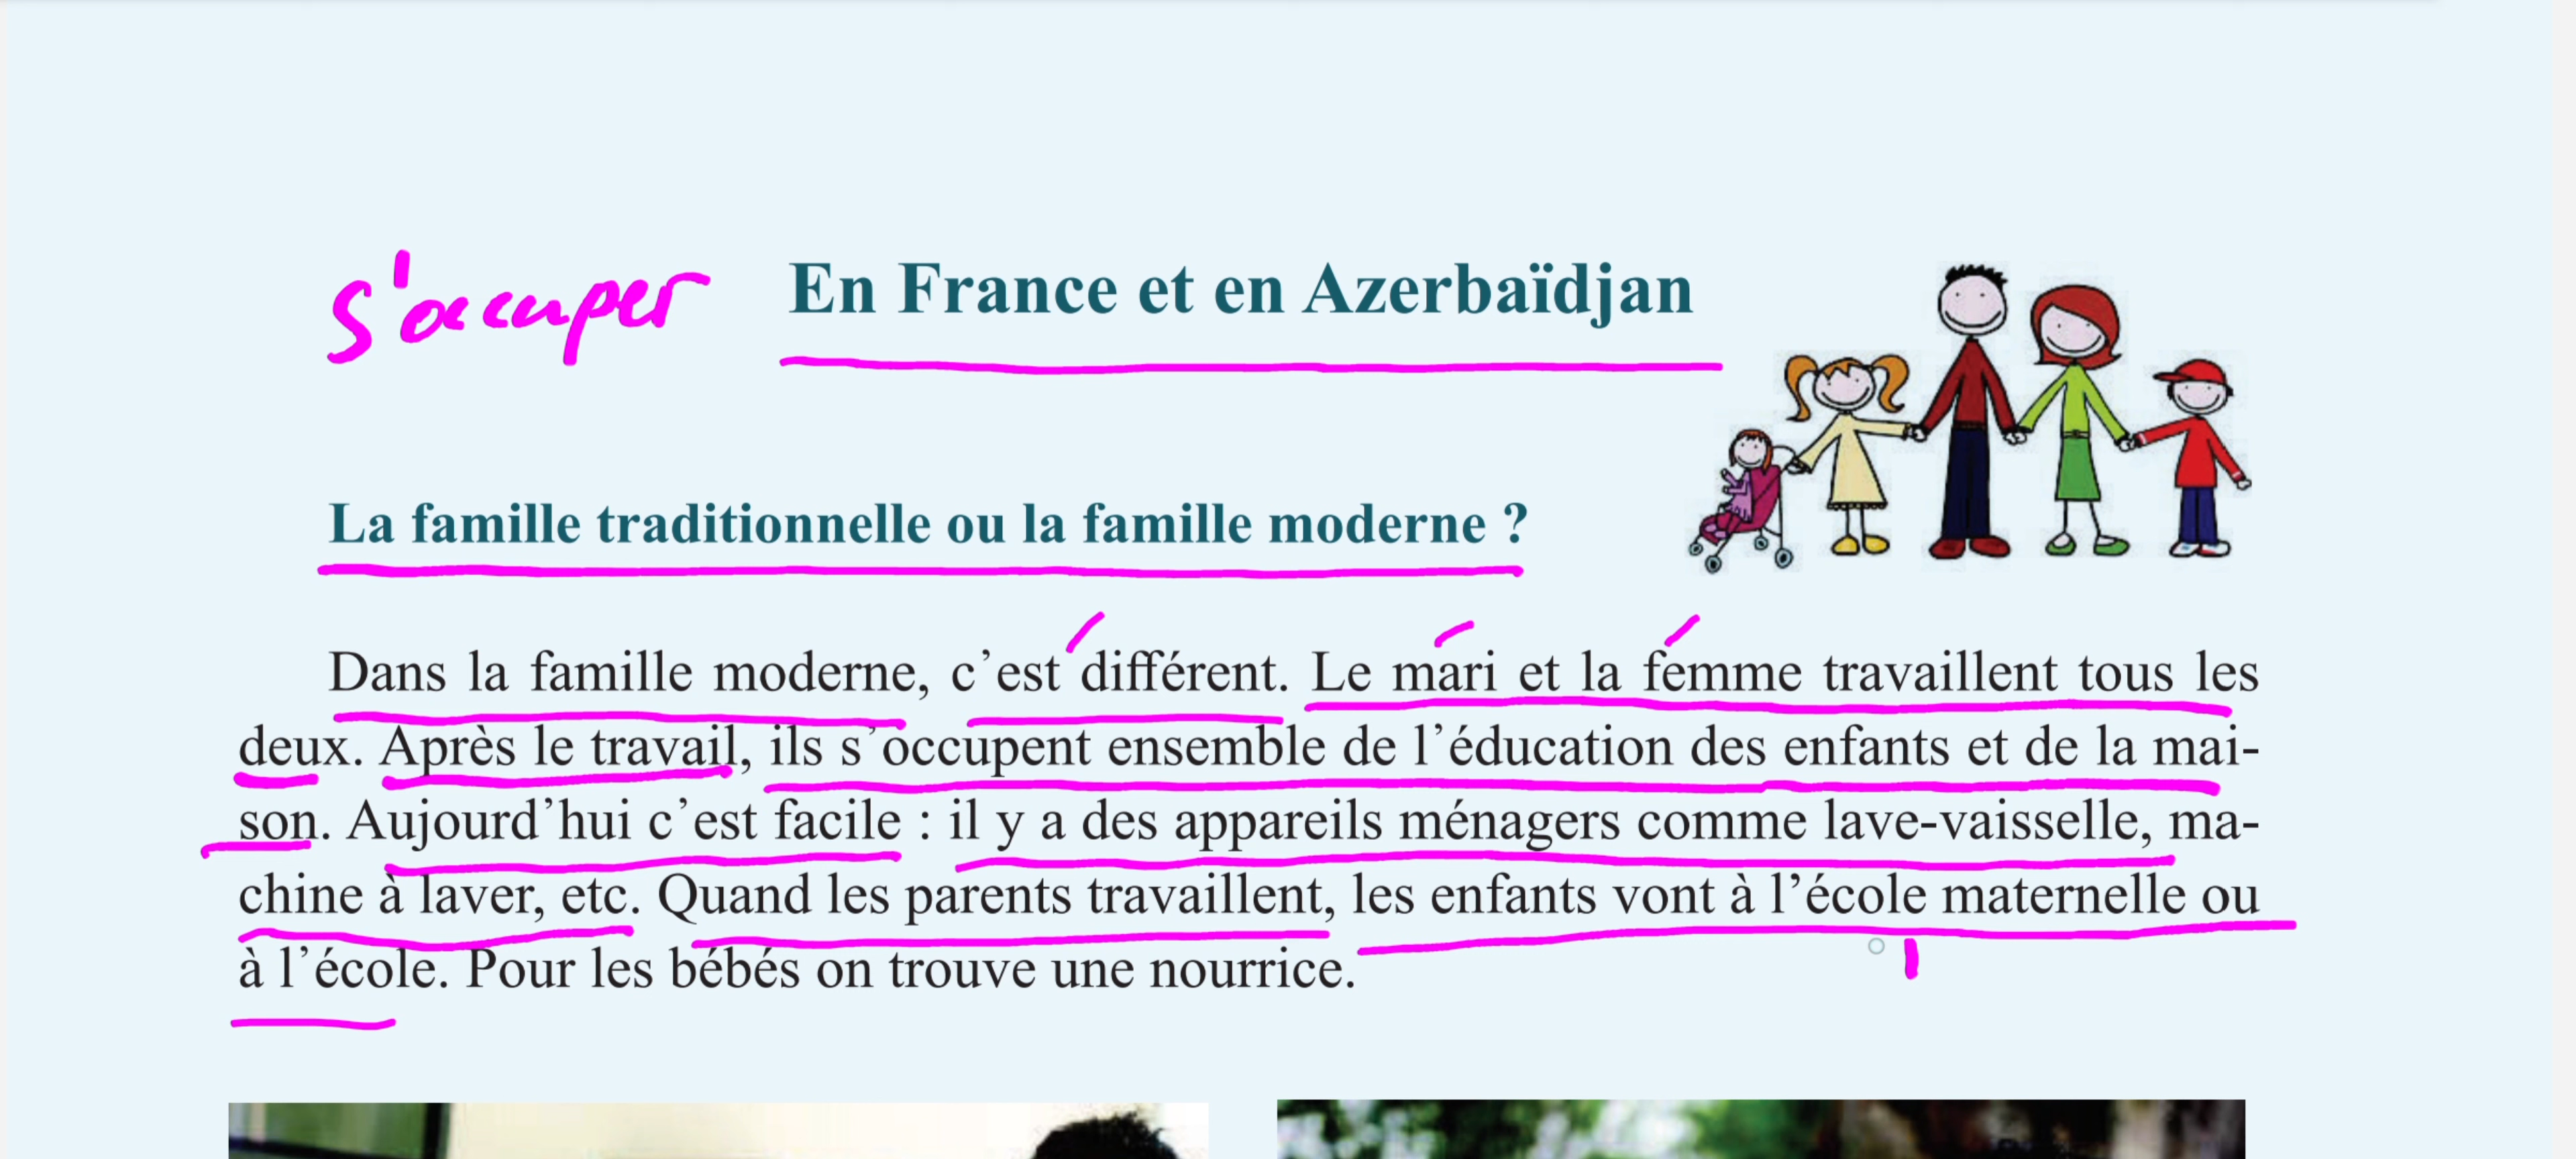 s'occuper En France et en Azerbaïdjan
La famille traditionnelle ou la famille moderne ?
Dans la famille moderne, c’est différent. Le mari et la femme travaillent tous les
deux. Après le travail, ils s’occupent ensemble de l’éducation des enfants et de la mai-
son. Aujourd’hui c’est facile : il y a des appareils ménagers comme lave-vaisselle, ma-
chine à laver, etc. Quand les parents travaillent, les enfants vont à l’école maternelle ou
à l’école. Pour les bébés on trouve une nourrice.